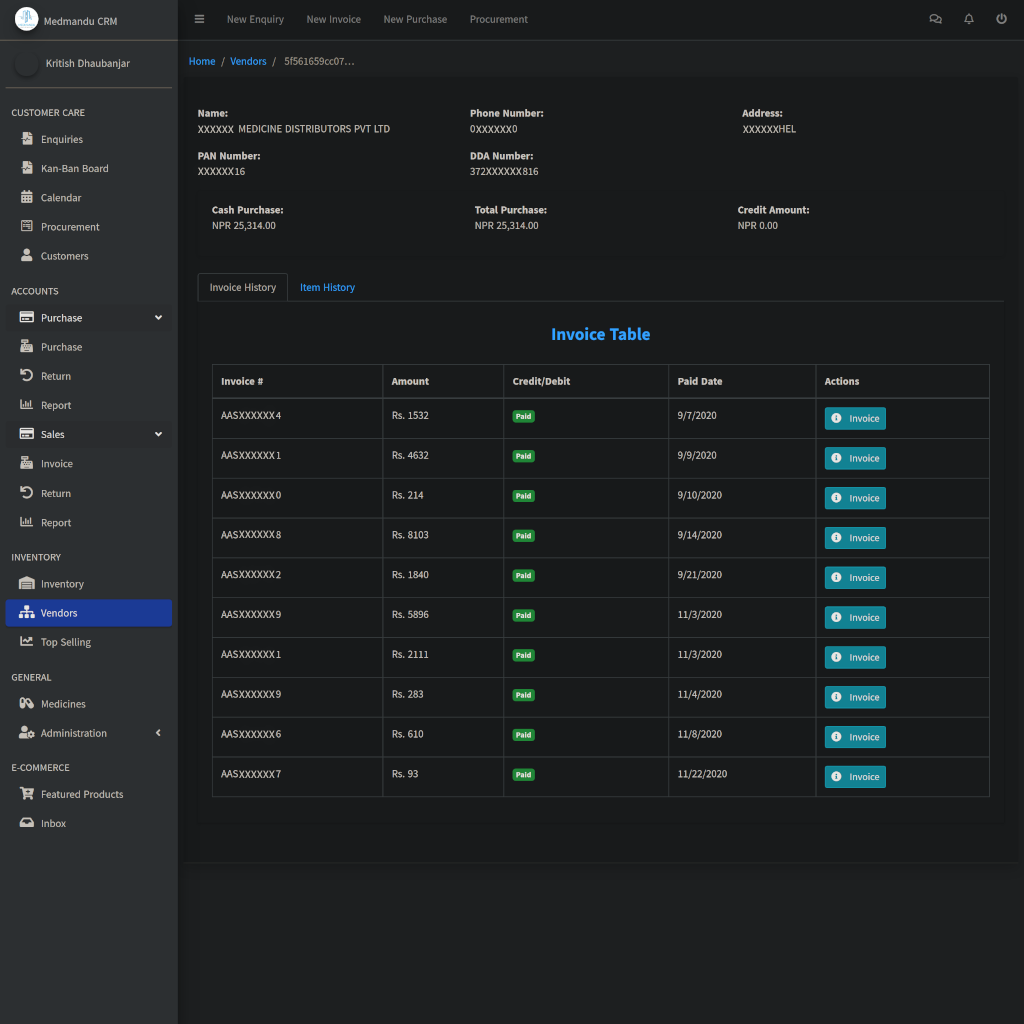 Medmandu CRM
New Enquiry New Invoice New Purchase Procurement
Kritish Dhaubanjar
CUSTOMER CARE
Enquiries
Kan-Ban Board
Calendar
Procurement
Customers
ACCOUNTS
Purchase
Purchase
Return
Report
Sales
Invoice
Return
Report
INVENTORY
Inventory
Vendors
Top Selling
GENERAL
Medicines
Administration
E-COMMERCE
Featured Products
Inbox
Home / Vendors / 5f561659cc07...
Name: Phone Number: Address:
XXXXXX MEDICINE DISTRIBUTORS PVT LTD 0XXXXXX0 XXXXXXHEL
PAN Number: DDA Number:
XXXXXX16 372XXXXXX816
Cash Purchase: Total Purchase: Credit Amount:
NPR 25,314.00 NPR 25,314.00 NPR 0.00
Invoice History Item History
Invoice Table
Invoice # Amount Credit/Debit Paid Date Actions
AASXXXXXX4 Rs. 1532 Paid 9/7/2020 Invoice
AASXXXXXX1 Rs. 4632 Paid 9/9/2020 Invoice
AASXXXXXX0 Rs. 214 Paid 9/10/2020 Invoice
AASXXXXXX8 Rs. 8103 Paid 9/14/2020 Invoice
AASXXXXXX2 Rs. 1840 Paid 9/21/2020 Invoice
AASXXXXXX9 Rs. 5896 Paid 11/3/2020 Invoice
AASXXXXXX1 Rs. 2111 Paid 11/3/2020 Invoice
AASXXXXXX9 Rs. 283 Paid 11/4/2020 Invoice
AASXXXXXX6 Rs. 610 Paid 11/8/2020 Invoice
AASXXXXXX7 Rs. 93 Paid 11/22/2020 Invoice